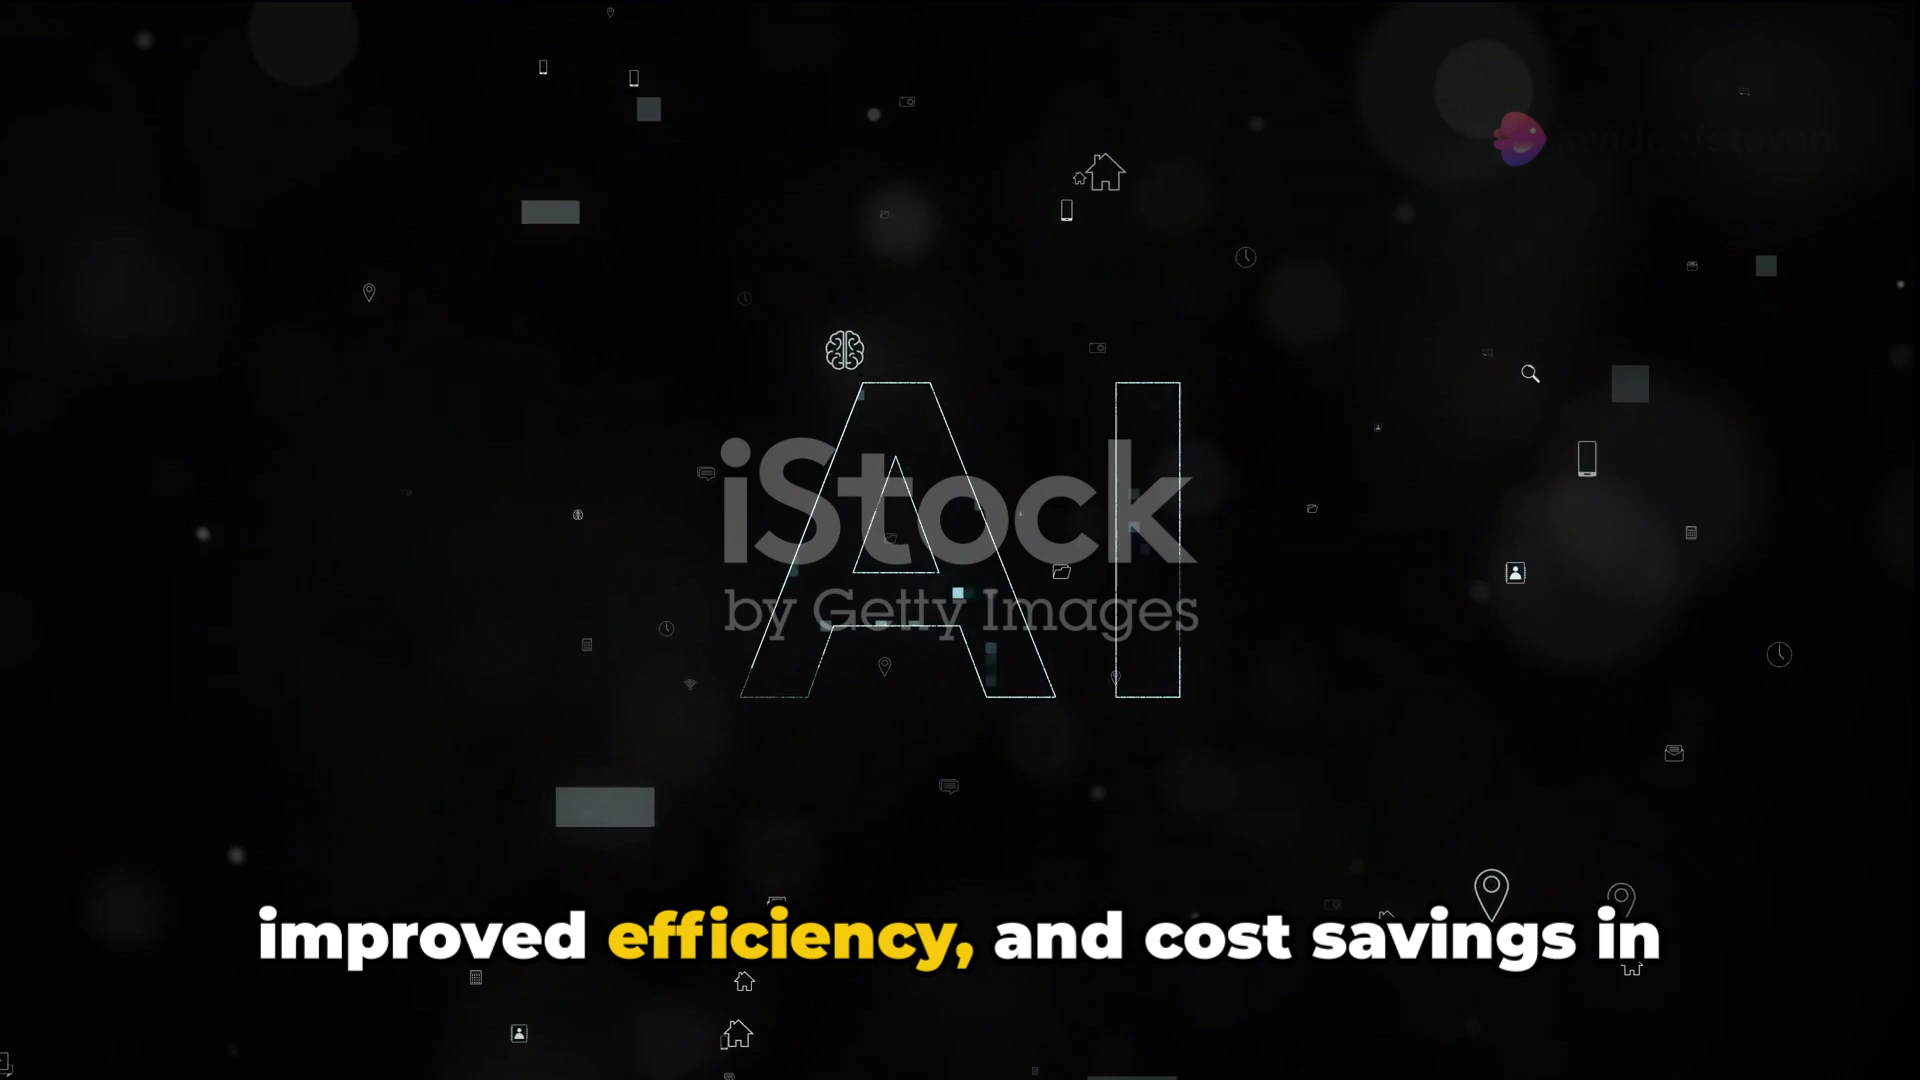 AI
iStock
by Getty Images
improved efficiency, and cost savings in